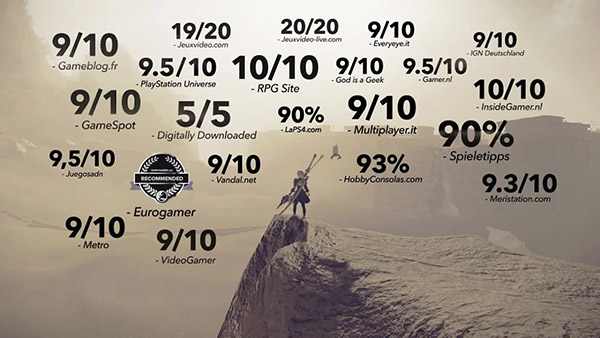 9/10
- Gameblog.fr
19/20
- Jeuxvideo.com
20/20
- Jeuxvideo-live.com
9/10
- Everyeye.it
9/10
- IGN Deutschland
9.5/10
- PlayStation Universe
10/10
- RPG Site
9/10
- God is a Geek
9.5/10
- Gamer.nl
10/10
- InsideGamer.nl
9/10
- GameSpot
5/5
- Digitally Downloaded
90%
- LaPS4.com
9/10
- Multiplayer.it
90%
- Spieletipps
9,5/10
- Juegosadn
RECOMMENDED
- Eurogamer
9/10
- Vandal.net
93%
- HobbyConsolas.com
9.3/10
- Meristation.com
9/10
- Metro
9/10
- VideoGamer